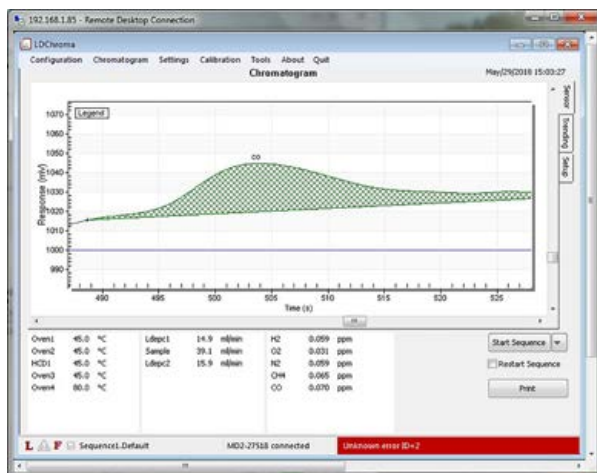 192.168.1.85 - Remote Desktop Connection
LDChroma
Configuration Chromatogram Settings Calibration Tools About Quit
Chromatogram May/29/2018 15:03:27
Legend
CO
Response (mV)
1070
1060
1050
1040
1030
1020
1010
1000
990
490 495 500 505 510 515 520 525
Time (s)
Sensor
Trending
Setup
Oven1 45.0 °C Ldepc1 14.9 ml/min H2 0.059 ppm
Oven2 45.0 °C Sample 39.1 ml/min O2 0.031 ppm
HCD1 45.0 °C Ldepc2 15.9 ml/min N2 0.059 ppm
Oven3 45.0 °C CH4 0.065 ppm
Oven4 80.0 °C CO 0.070 ppm
Start Sequence
Restart Sequence
Print
L F Sequence1.Default MD2-27518 connected Unknown error ID=2